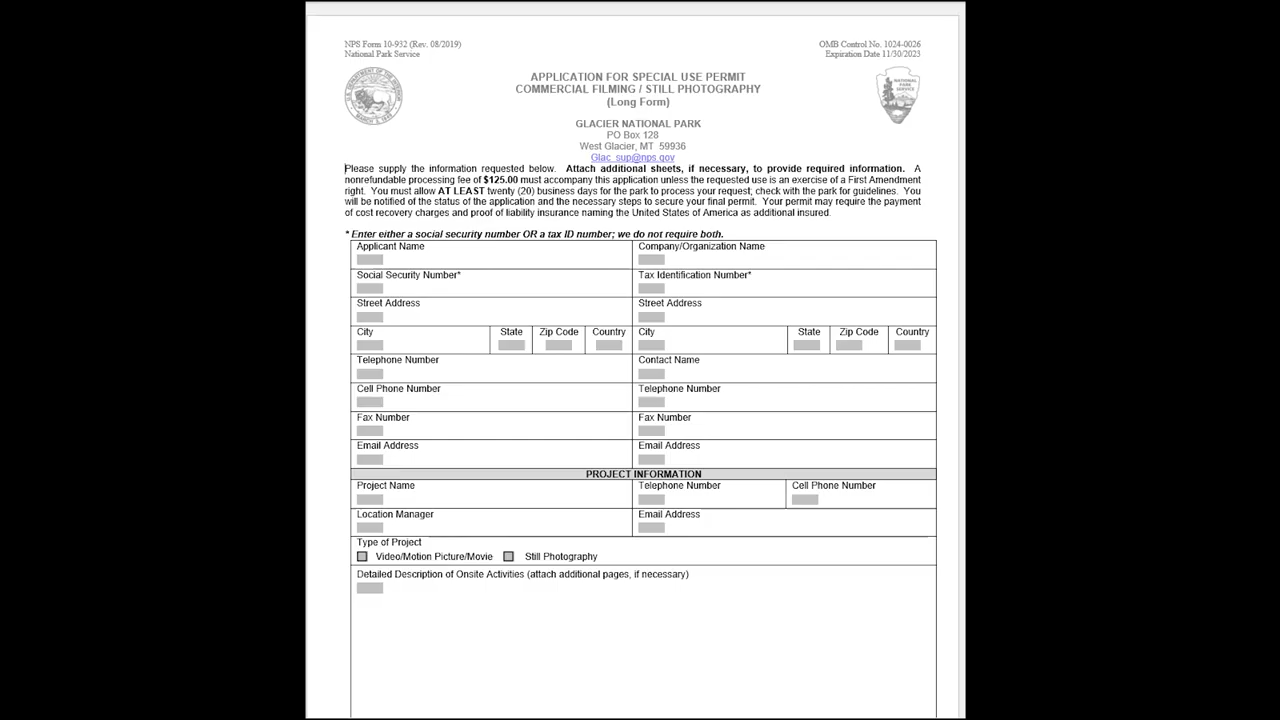 NPS Form 10-932 (Rev. 08/2019)
National Park Service
OMB Control No. 1024-0026
Expiration Date 11/30/2023
APPLICATION FOR SPECIAL USE PERMIT
COMMERCIAL FILMING / STILL PHOTOGRAPHY
(Long Form)
NATIONAL
PARK
SERVICE
GLACIER NATIONAL PARK
PO Box 128
West Glacier, MT 59936
Glac_sup@nps.gov
Please supply the information requested below. Attach additional sheets, if necessary, to provide required information. A
nonrefundable processing fee of $125.00 must accompany this application unless the requested use is an exercise of a First Amendment
right. You must allow AT LEAST twenty (20) business days for the park to process your request; check with the park for guidelines. You
will be notified of the status of the application and the necessary steps to secure your final permit. Your permit may require the payment
of cost recovery charges and proof of liability insurance naming the United States of America as additional insured.
* Enter either a social security number OR a tax ID number; we do not require both.
Applicant Name
Company/Organization Name
Social Security Number*
Tax Identification Number*
Street Address
Street Address
City State Zip Code Country
City State Zip Code Country
Telephone Number
Contact Name
Cell Phone Number
Telephone Number
Fax Number
Fax Number
Email Address
Email Address
PROJECT INFORMATION
Project Name
Telephone Number
Cell Phone Number
Location Manager
Email Address
Type of Project
Video/Motion Picture/Movie Still Photography
Detailed Description of Onsite Activities (attach additional pages, if necessary)